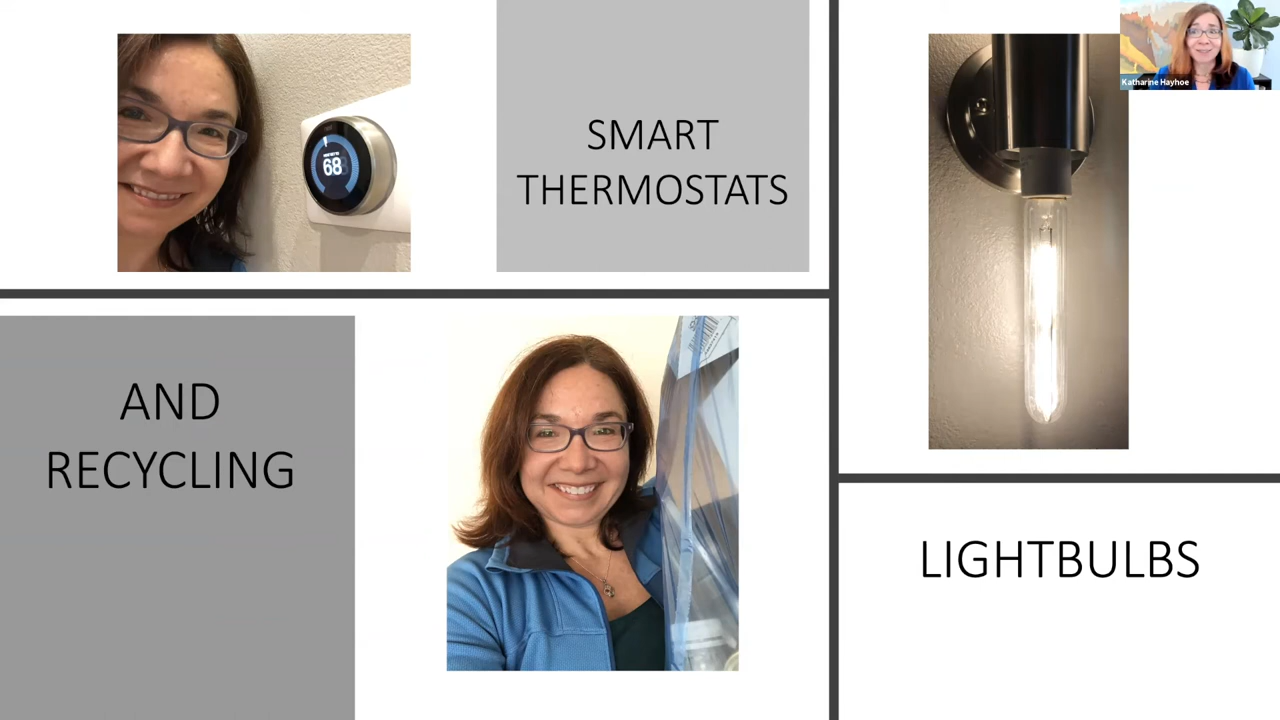 SMART
THERMOSTATS
68
Katharine Hayhoe
AND
RECYCLING
LIGHTBULBS